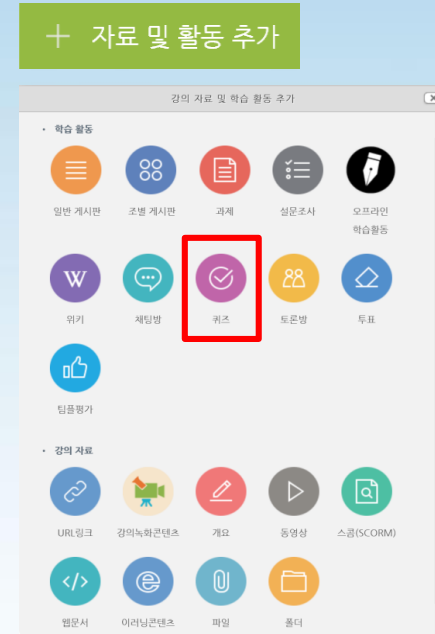 + 자료 및 활동 추가
강의 자료 및 학습 활동 추가
• 학습 활동
일반 게시판 조별 게시판 과제 설문조사 오프라인
학습활동
W
위키 채팅방 퀴즈 토론방 투표
팀플평가
• 강의 자료
URL링크 강의녹화콘텐츠 개요 동영상 스콤(SCORM)
</>
웹문서 이러닝콘텐츠 파일 폴더